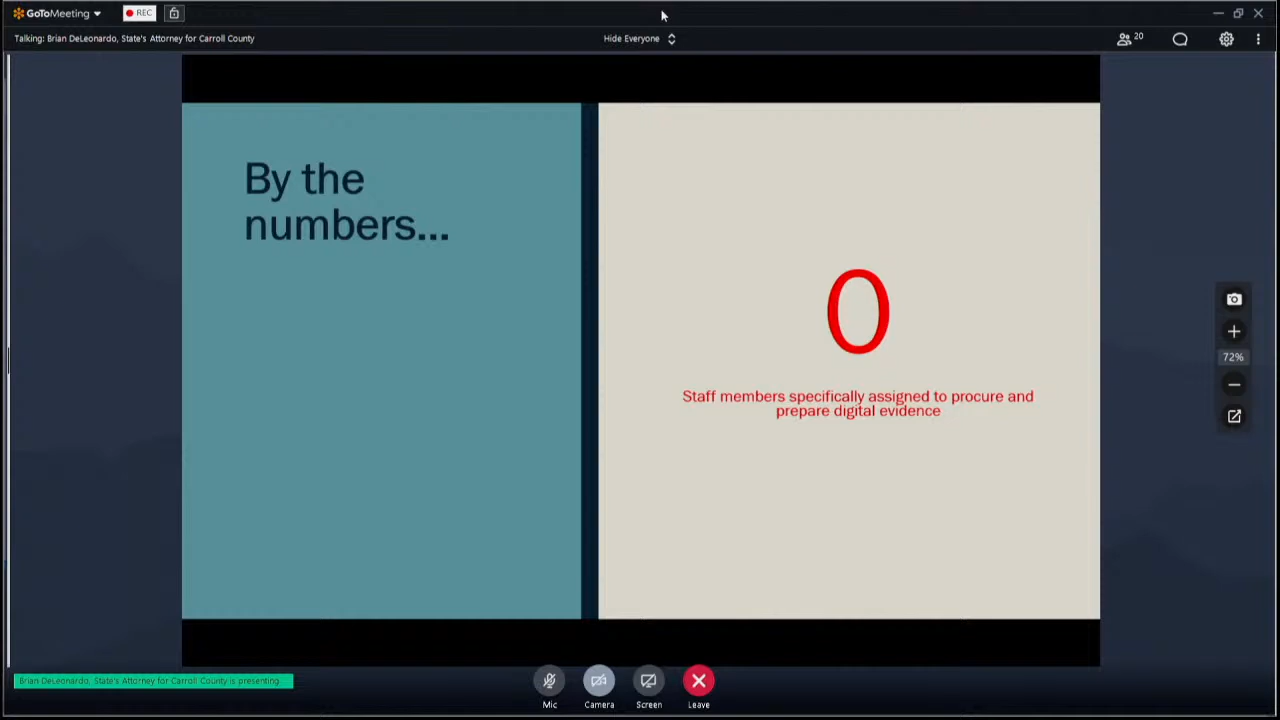 GoToMeeting
REC
Talking: Brian DeLeonardo, State's Attorney for Carroll County
Hide Everyone
20
By the
numbers...
0
Staff members specifically assigned to procure and
prepare digital evidence
72%
Brian DeLeonardo, State's Attorney for Carroll County is presenting.
Mic
Camera
Screen
Leave